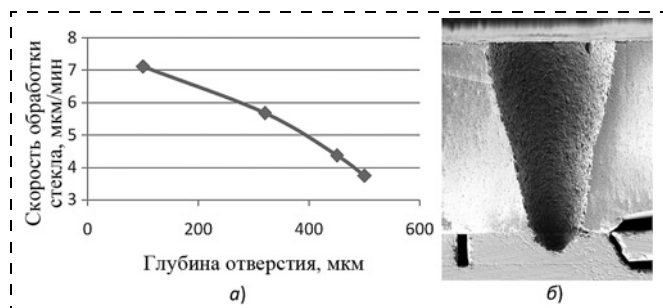 8
7
6
5
4
3
0
200
400
600
Скорость обработки
стекла, мкм/мин
Глубина отверстия, мкм
а)
б)